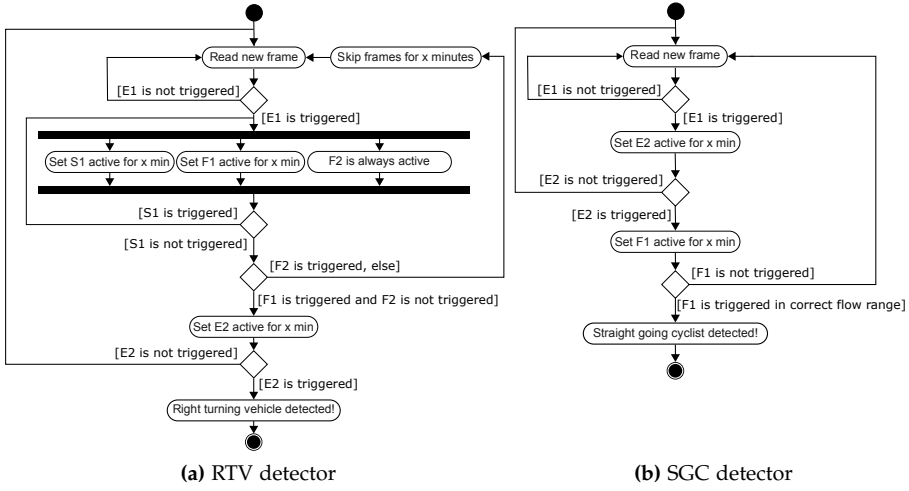 Read new frame
Skip frames for x minutes
[E1 is not triggered]
[E1 is triggered]
Set S1 active for x min
Set F1 active for x min
F2 is always active
[S1 is triggered]
[S1 is not triggered]
[F2 is triggered, else]
[F1 is triggered and F2 is not triggered]
Set E2 active for x min
[E2 is not triggered]
[E2 is triggered]
Right turning vehicle detected!
(a) RTV detector
Read new frame
[E1 is not triggered]
[E1 is triggered]
Set E2 active for x min
[E2 is not triggered]
[E2 is triggered]
Set F1 active for x min
[F1 is not triggered]
[F1 is triggered in correct flow range]
Straight going cyclist detected!
(b) SGC detector